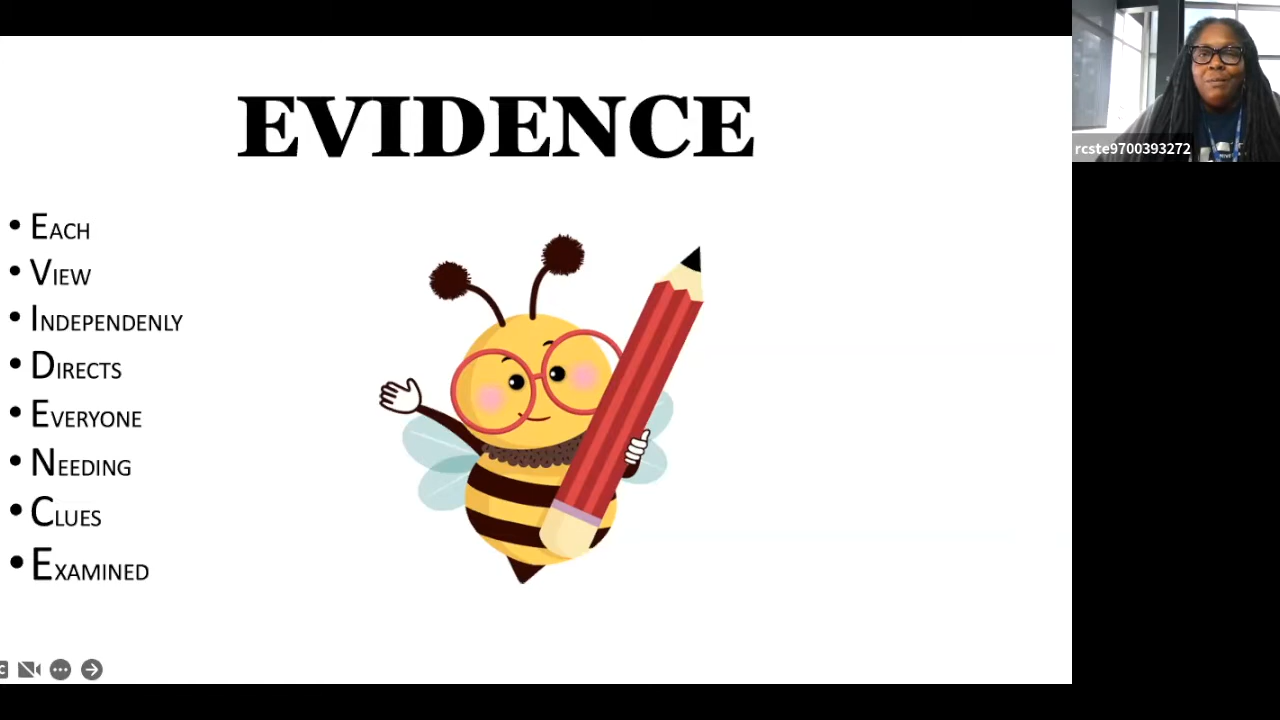 EVIDENCE
• EACH
• VIEW
• INDEPENDENLY
• DIRECTS
• EVERYONE
• NEEDING
• CLUES
• EXAMINED
rcste9700393272